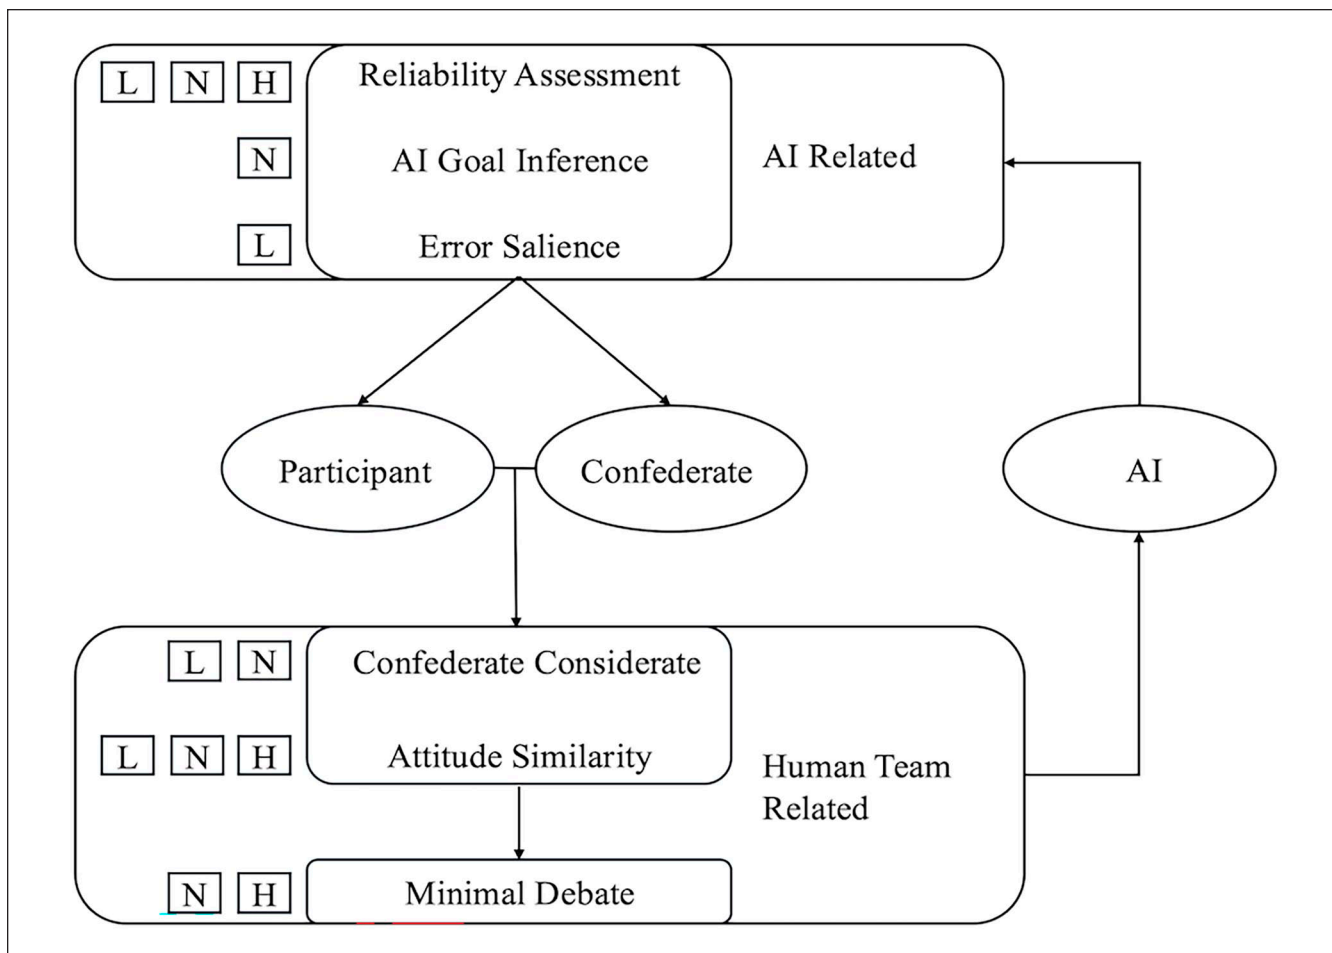 L N H Reliability Assessment
N AI Goal Inference AI Related
L Error Salience
Participant Confederate AI
L N Confederate Considerate
L N H Attitude Similarity
Human Team
Related
N H Minimal Debate